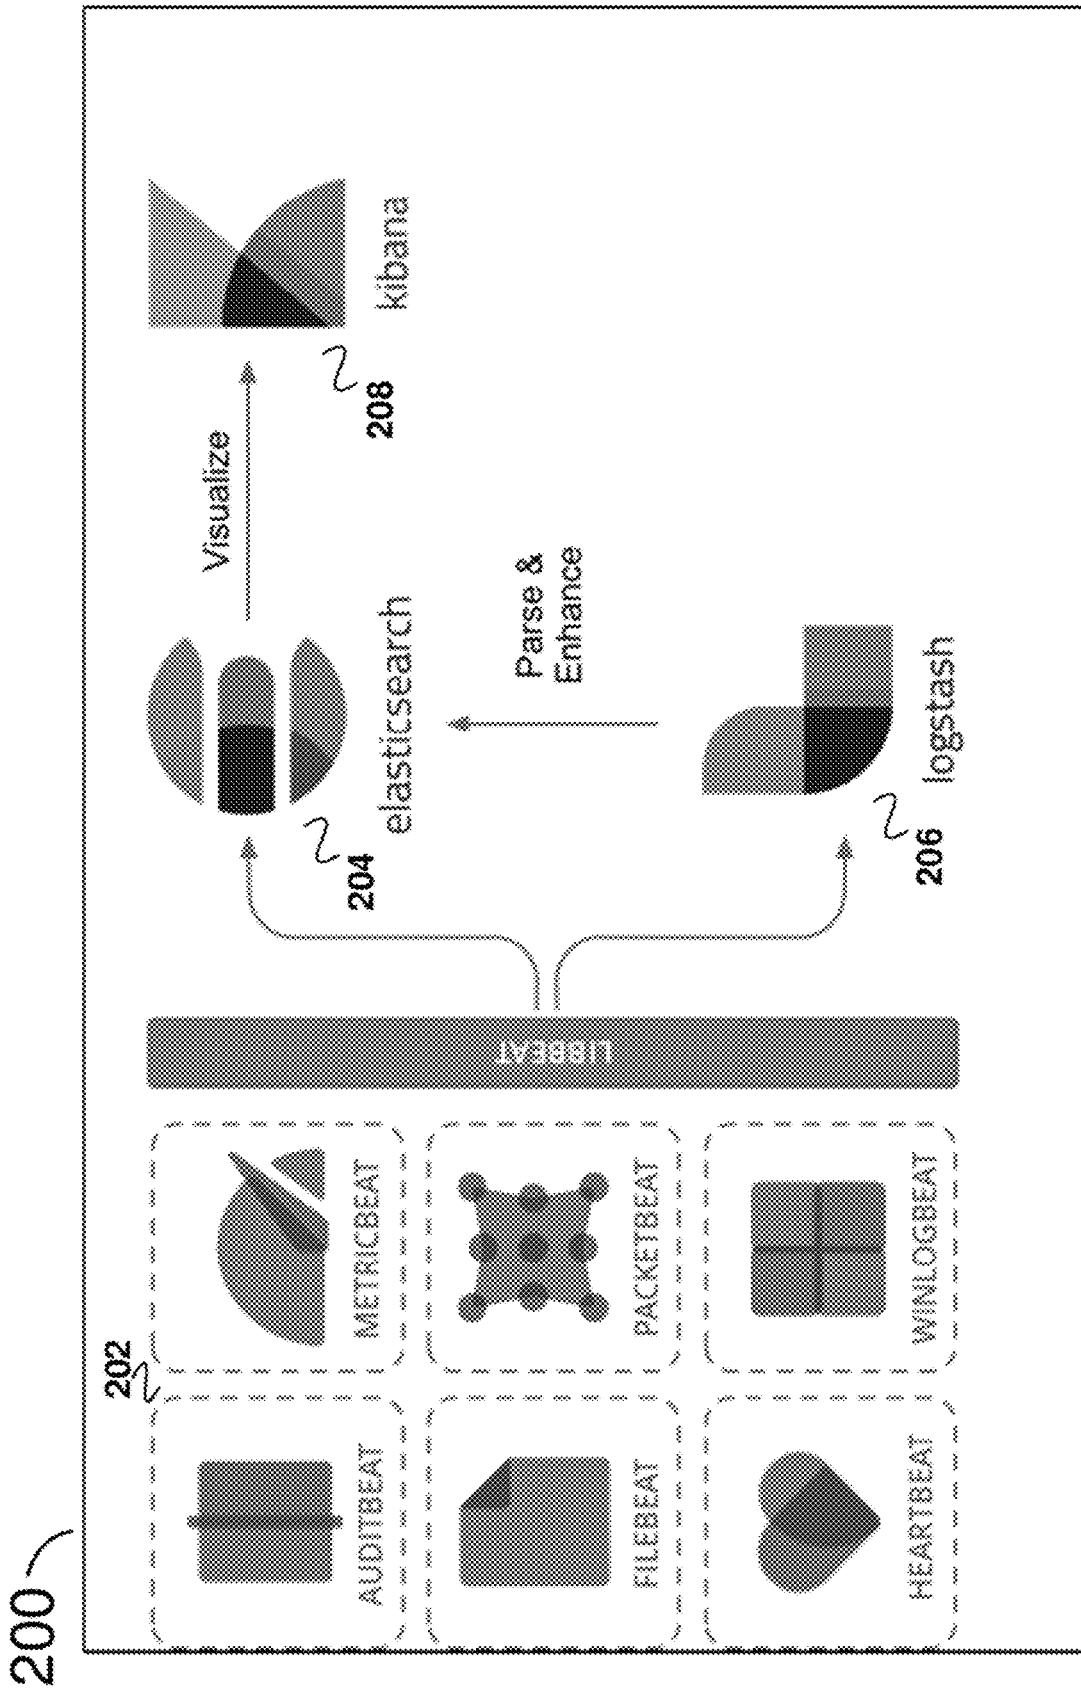 200
202
AUDITBEAT
METRICBEAT
FILEBEAT
PACKETBEAT
HEARTBEAT
WINLOGBEAT
LIBBEAT
204
elasticsearch
Visualize
208
kibana
Parse &
Enhance
206
logstash